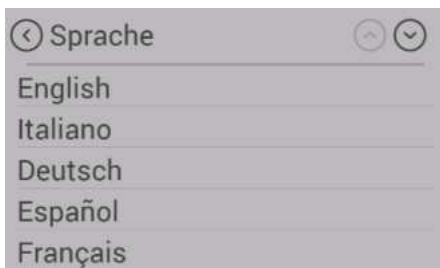 Sprache
English
Italiano
Deutsch
Español
Français